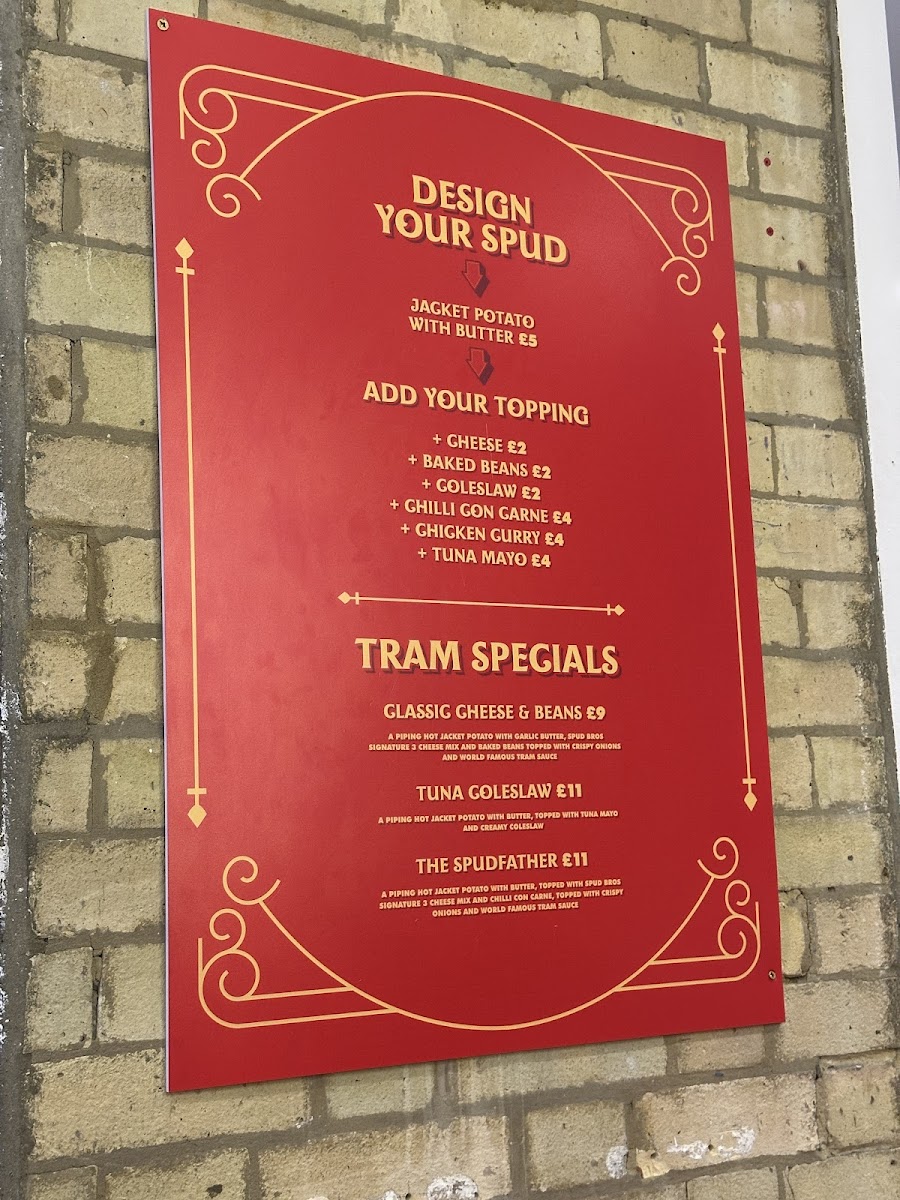 DESIGN
YOUR SPUD
JACKET POTATO
WITH BUTTER £5
ADD YOUR TOPPING
+ CHEESE £2
+ BAKED BEANS £2
+ COLESLAW £2
+ CHILLI CON CARNE £4
+ CHICKEN CURRY £4
+ TUNA MAYO £4
TRAM SPECIALS
CLASSIC CHEESE & BEANS £9
A PIPING HOT JACKET POTATO WITH GARLIC BUTTER, SPUD BROS
SIGNATURE 3 CHEESE MIX AND BAKED BEANS TOPPED WITH CRISPY ONIONS
AND WORLD FAMOUS TRAM SAUCE
TUNA COLESLAW £11
A PIPING HOT JACKET POTATO WITH BUTTER, TOPPED WITH TUNA MAYO
AND CREAMY COLESLAW
THE SPUDFATHER £11
A PIPING HOT JACKET POTATO WITH BUTTER, TOPPED WITH SPUD BROS
SIGNATURE 3 CHEESE MIX AND CHILLI CON CARNE, TOPPED WITH CRISPY
ONIONS AND WORLD FAMOUS TRAM SAUCE